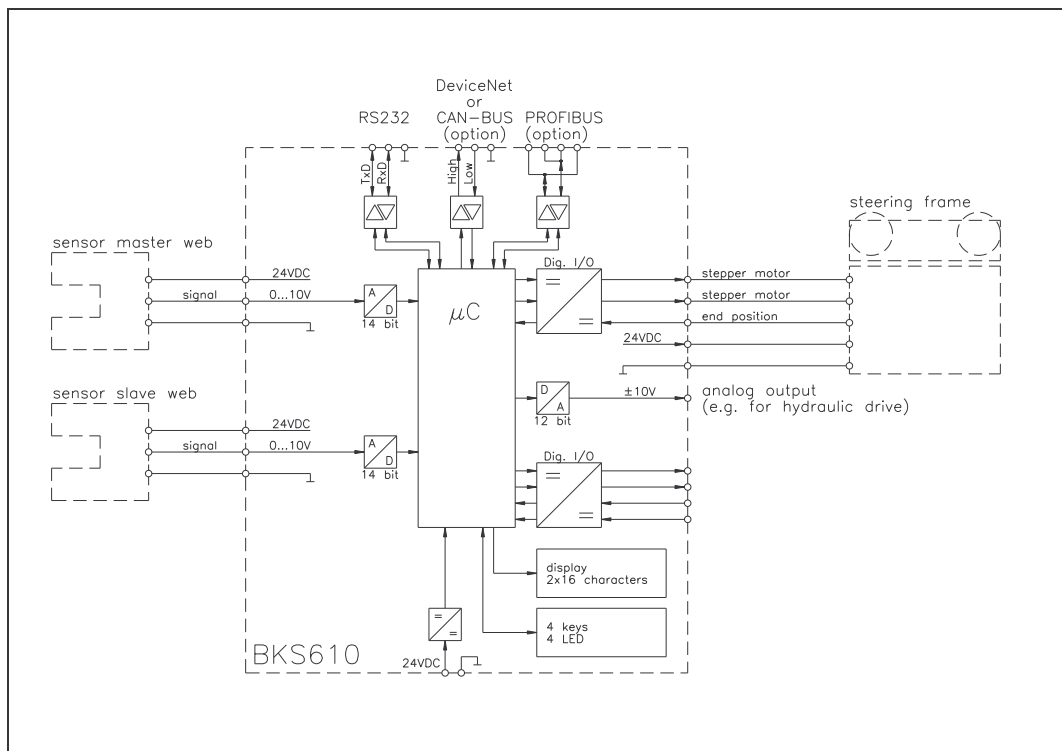 DeviceNet
or
RS232 CAN-BUS PROFIBUS
(option) (option)
TxD RxD High Low
steering frame
sensor master web
Dig. I/O
24VDC
stepper motor
signal 0...10V A D µC
stepper motor
14 bit
end position
24VDC
sensor slave web
D A ±10V analog output
(e.g. for hydraulic drive)
12 bit
24VDC
signal 0...10V A D
14 bit
Dig. I/O
display
2x16 characters
4 keys
4 LED
BKS610
24VDC